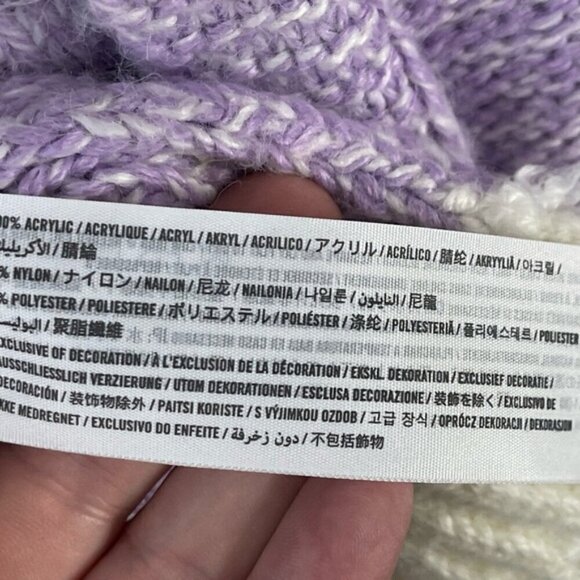 00% ACRYLIC / ACRYLIQUE / ACRYL / AKRYL / ACRILICO / アクリル / ACRÍLICO / 腈纶 / AKRYYLIÄ / 아크릴 /
الأكريليك / 腈綸
% NYLON / ナイロン / NAILON / 尼龙 / NAILONIA / 나일론 / النايلون / 尼龍
% POLYESTER / POLIESTERE / ポリエステル / POLIÉSTER / 涤纶 / POLYESTERIÄ / 폴리에스테르 / POLIESTER
البوليستر / 聚脂纖維
EXCLUSIVE OF DECORATION / À L'EXCLUSION DE LA DÉCORATION / EKSKL. DEKORATION / EXCLUSIEF DECORATIE /
AUSSCHLIESSLICH VERZIERUNG / UTOM DEKORATIONEN / ESCLUSA DECORAZIONE / 装飾を除く / EXCLUSIVO DE
DECORACIÓN / 装饰物除外 / PAITSI KORISTE / S VÝJIMKOU OZDOB / 고급 장식 / OPRÓCZ DEKORACJI / DEKORASJON
KKE MEDREGNET / EXCLUSIVO DO ENFEITE / دون زخرفة / 不包括飾物